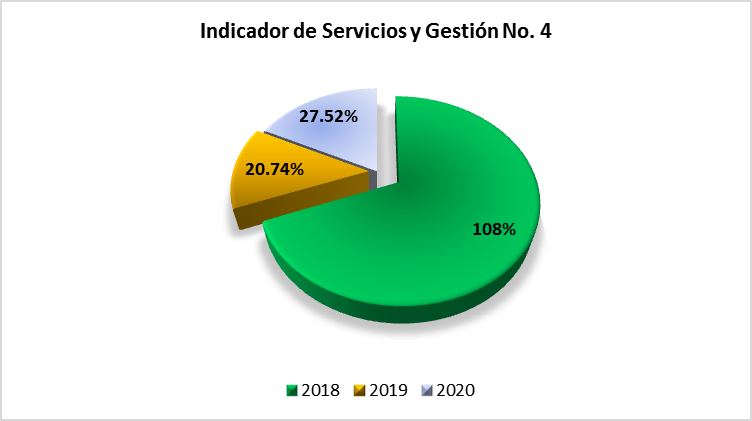 Indicador de Servicios y Gestión No. 4
27.52%
20.74%
108%
2018 2019 2020